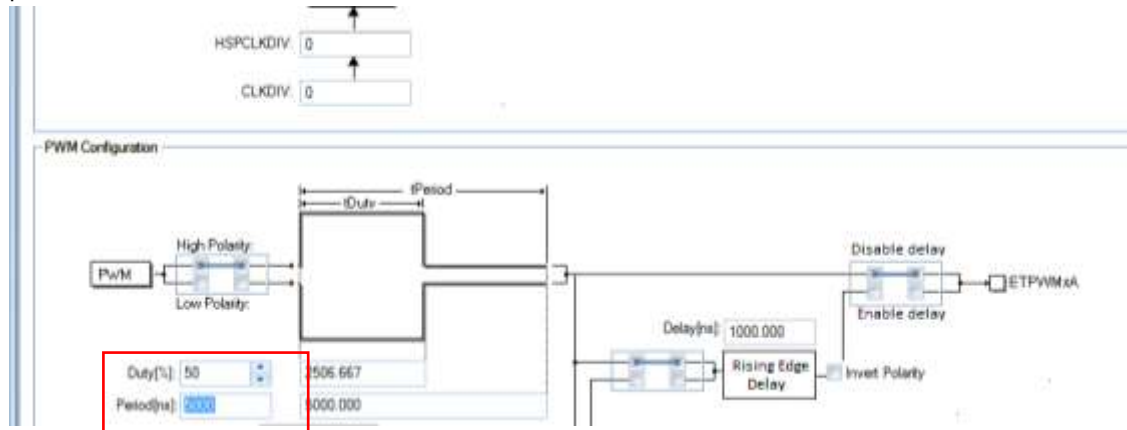 HSPCLKDIV: 0
CLKDIV: 0
PWM Configuration
tPeriod
tDuty
High Polarity:
Disable delay
PWM
ETPWMxA
Low Polarity:
Enable delay
Delay[ns]: 1000.000
Duty[%]: 50 2506.667
Rising Edge
Delay
Invert Polarity
Period[ns]: 5000 5000.000